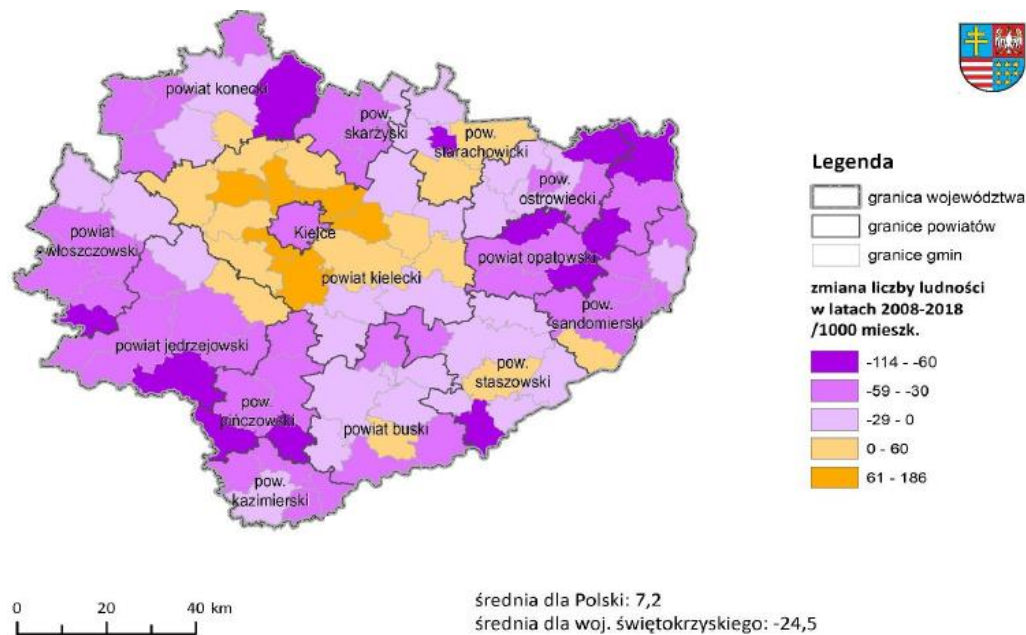 powiat konecki
pow.
skarżyski
pow.
starachowicki
pow.
ostrowiecki
powiat
włoszczowski
Kielce
powiat kielecki
powiat opatowski
pow.
sandomierski
powiat jędrzejowski
pow.
staszowski
pow.
pińczowski
powiat buski
pow.
kazimierski
Legenda
granica województwa
granice powiatów
granice gmin
zmiana liczby ludności
w latach 2008-2018
/1000 mieszk.
-114 - -60
-59 - -30
-29 - 0
0 - 60
61 - 186
0 20 40 km
średnia dla Polski: 7,2
średnia dla woj. świętokrzyskiego: -24,5